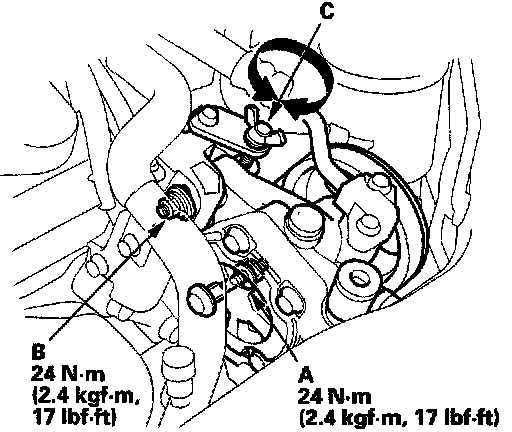 C
B
24 N·m
(2.4 kgf·m,
17 lbf·ft)
A
24 N·m
(2.4 kgf·m, 17 lbf·ft)